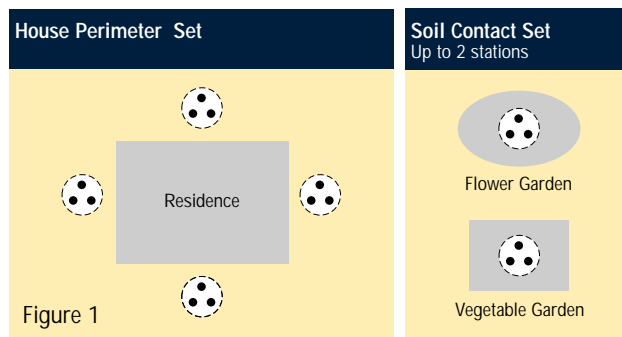 House Perimeter Set
Residence
Figure 1
Soil Contact Set
Up to 2 stations
Flower Garden
Vegetable Garden